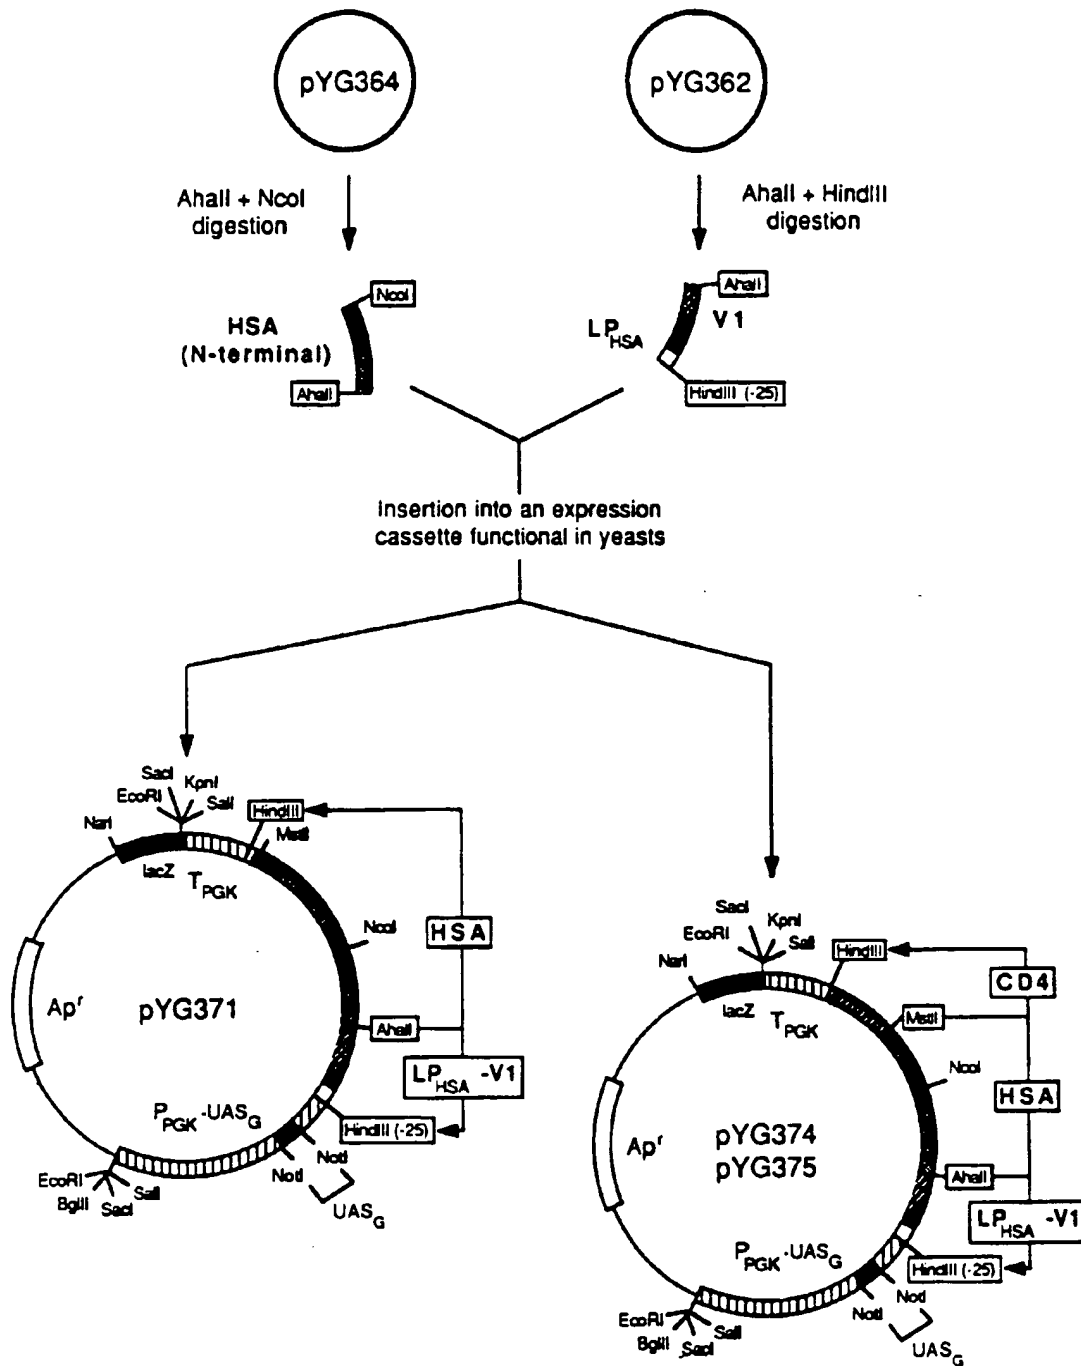 pYG364
pYG362
AhaII + NcoI
digestion
AhaII + HindIII
digestion
NcoI
HSA
(N-terminal)
AhaII
AhaII
V1
LP HSA
HindIII (-25)
Insertion into an expression
cassette functional in yeasts
SacI
KpnI
EcoRI
SalI
HindIII
NarI
MstII
lacZ
T PGK
NcoI
HSA
Ap r
pYG371
AhaII
LP HSA -V1
P PGK -UAS G
HindIII (-25)
NotI
NotI
EcoRI
BglII
SacI
SalI
UAS G
SacI
KpnI
EcoRI
SalI
HindIII
NarI
CD4
lacZ
T PGK
MstII
NcoI
HSA
Ap r
pYG374
pYG375
AhaII
LP HSA -V1
P PGK -UAS G
HindIII (-25)
NotI
NotI
EcoRI
BglII
SacI
SalI
UAS G